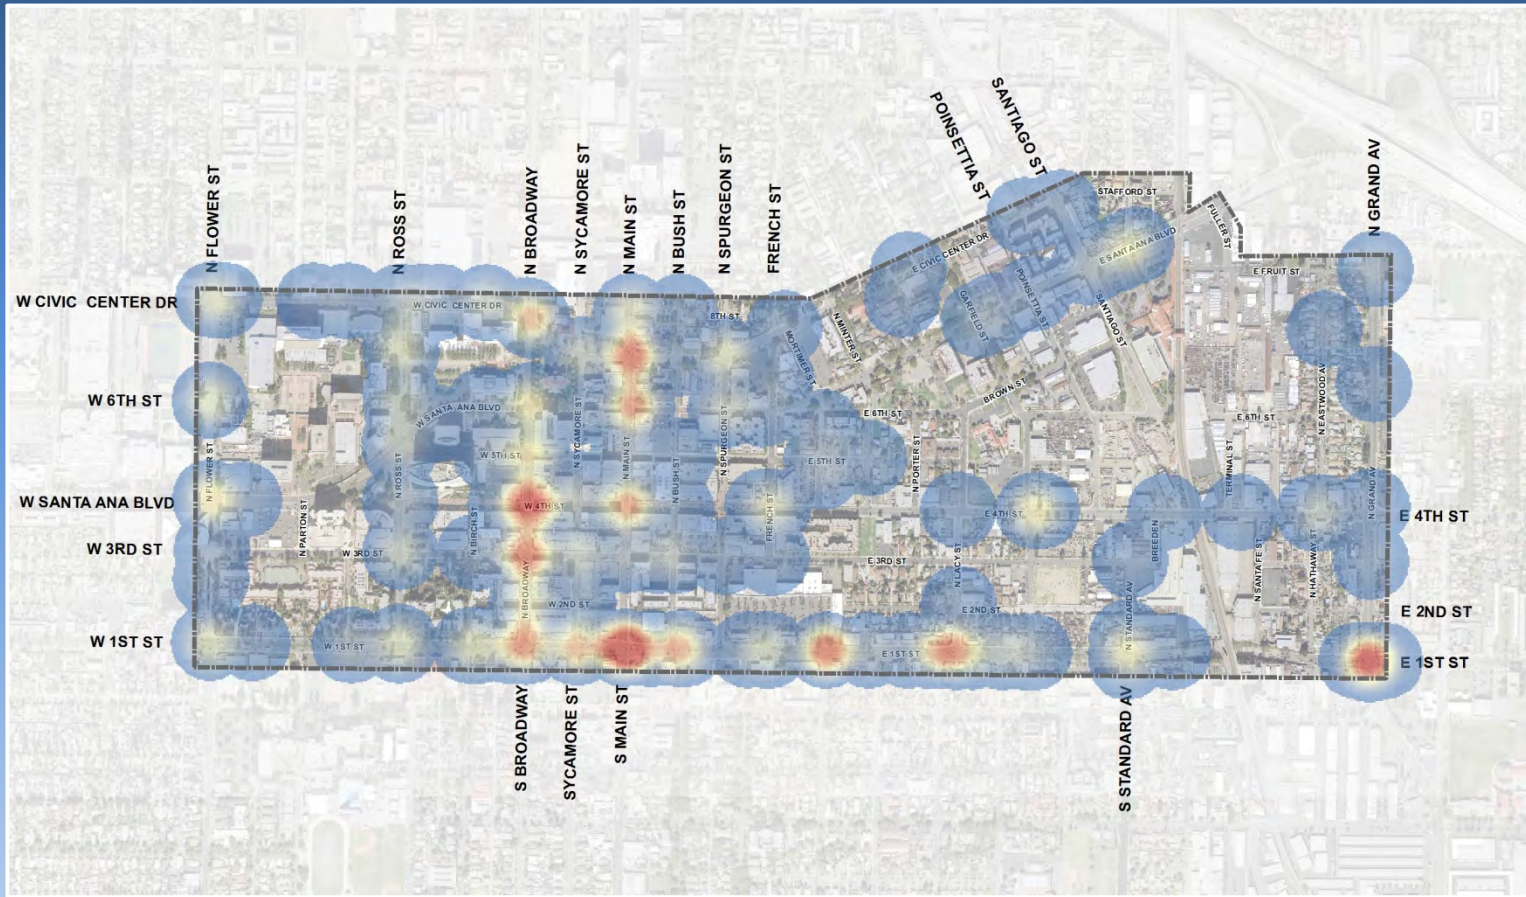 SANTIAGO ST
POINSETTIA ST
N FLOWER ST
N ROSS ST
N BROADWAY
N SYCAMORE ST
N MAIN ST
N BUSH ST
N SPURGEON ST
FRENCH ST
N GRAND AV
STAFFORD ST
FULLER ST
E SANTA ANA BLVD
E CIVIC CENTER DR
E FRUIT ST
W CIVIC CENTER DR
W CIVIC CENTER DR
8TH ST
POINSETTIA ST
GARFIELD ST
SANTIAGO ST
N MINTER ST
MORTIMER ST
BROWN ST
N EASTWOOD AV
W 6TH ST
W SANTA ANA BLVD
N SYCAMORE ST
N SPURGEON ST
E 6TH ST
E 6TH ST
W 5TH ST
N MAIN ST
N BUSH ST
E 5TH ST
N PORTER ST
TERMINAL ST
N FLOWER ST
N ROSS ST
N GRAND AV
W SANTA ANA BLVD
N PARTON ST
N BIRCH ST
W 4TH ST
FRENCH ST
E 4TH ST
BREEDEN
E 4TH ST
W 3RD ST
W 3RD ST
E 3RD ST
N LACY ST
N SANTA FE ST
N HATHAWAY ST
N BROADWAY
W 2ND ST
E 2ND ST
N STANDARD AV
E 2ND ST
W 1ST ST
W 1ST ST
E 1ST ST
E 1ST ST
S BROADWAY
SYCAMORE ST
S MAIN ST
S STANDARD AV